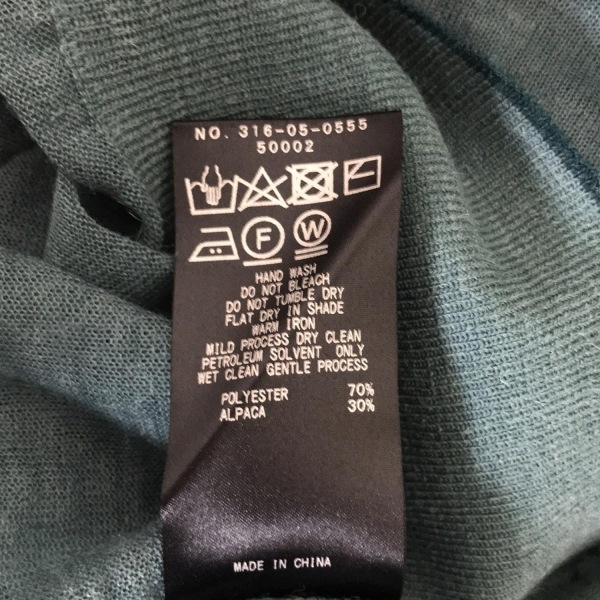 NO. 316-05-0555
50002
F W
HAND WASH
DO NOT BLEACH
DO NOT TUMBLE DRY
FLAT DRY IN SHADE
WARM IRON
MILD PROCESS DRY CLEAN
PETROLEUM SOLVENT ONLY
WET CLEAN GENTLE PROCESS
POLYESTER 70%
ALPACA 30%
MADE IN CHINA